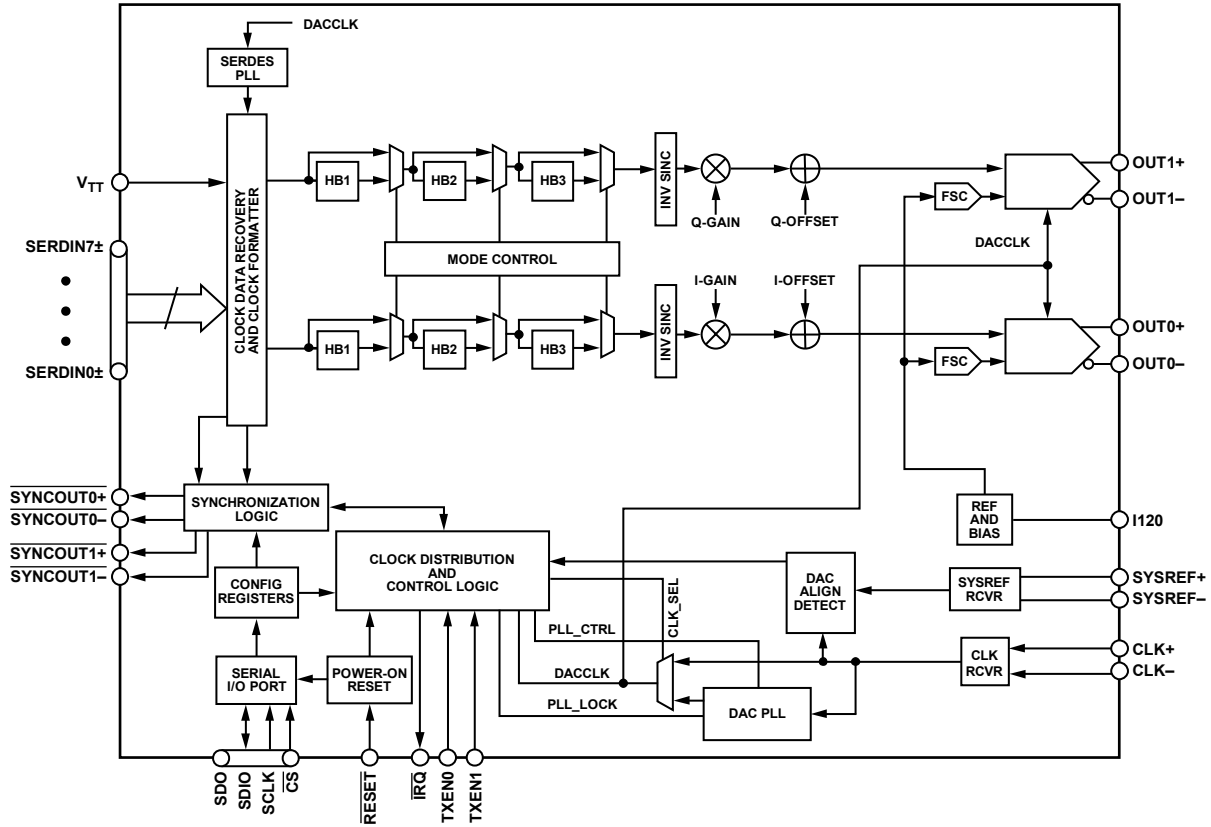 DACCLK
SERDES
PLL
CLOCK DATA RECOVERY
AND CLOCK FORMATTER
VTT
SERDIN7±
SERDIN0±
HB1
HB2
HB3
INV SINC
Q-GAIN
Q-OFFSET
FSC
OUT1+
OUT1–
MODE CONTROL
DACCLK
HB1
HB2
HB3
INV SINC
I-GAIN
I-OFFSET
FSC
OUT0+
OUT0–
SYNCOUT0+
SYNCOUT0–
SYNCOUT1+
SYNCOUT1–
SYNCHRONIZATION
LOGIC
CONFIG
REGISTERS
CLOCK DISTRIBUTION
AND
CONTROL LOGIC
REF
AND
BIAS
I120
DAC
ALIGN
DETECT
SYSREF
RCVR
SYSREF+
SYSREF–
CLK_SEL
PLL_CTRL
DACCLK
PLL_LOCK
DAC PLL
CLK
RCVR
CLK+
CLK–
SERIAL
I/O PORT
POWER-ON
RESET
SDO
SDIO
SCLK
CS
RESET
IRQ
TXEN0
TXEN1